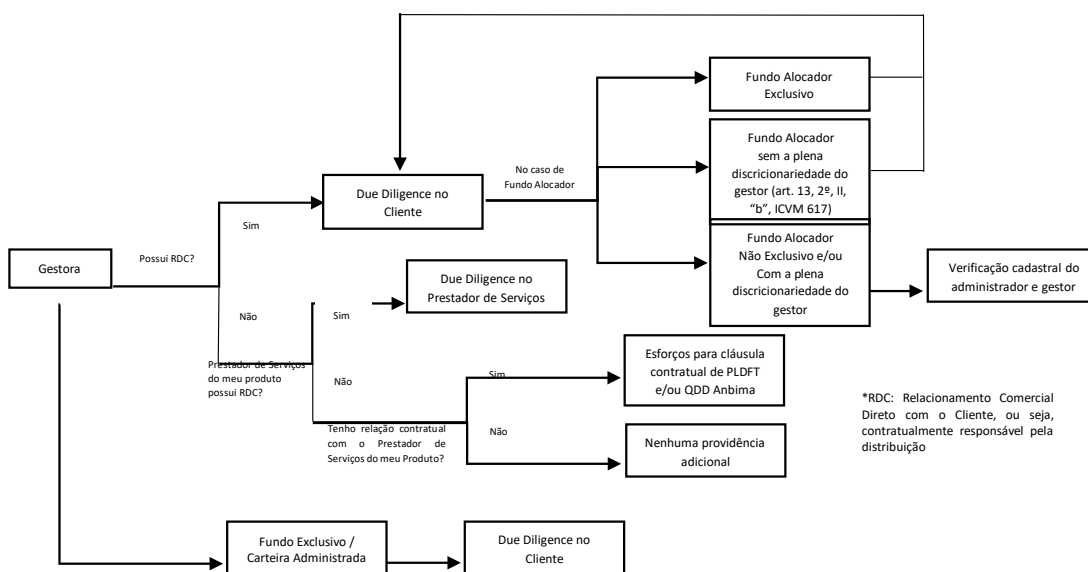 Gestora
Possui RDC?
Sim
Não
Due Diligence no
Cliente
No caso de
Fundo Alocador
Fundo Alocador
Exclusivo
Fundo Alocador
sem a plena
discricionariedade do
gestor (art. 13, 2º, II,
“b”, ICVM 617)
Fundo Alocador
Não Exclusivo e/ou
Com a plena
discricionariedade do
gestor
Verificação cadastral do
administrador e gestor
Prestador de Serviços
do meu produto
possui RDC?
Sim
Não
Due Diligence no
Prestador de Serviços
Tenho relação contratual
com o Prestador de
Serviços do meu Produto?
Sim
Não
Esforços para cláusula
contratual de PLDFT
e/ou QDD Anbima
Nenhuma providência
adicional
*RDC: Relacionamento Comercial
Direto com o Cliente, ou seja,
contratualmente responsável pela
distribuição
Fundo Exclusivo /
Carteira Administrada
Due Diligence no
Cliente